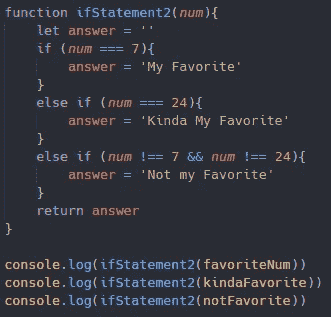 function ifStatement2(num){
    let answer = ''
    if (num === 7){
        answer = 'My Favorite'
    }
    else if (num === 24){
        answer = 'Kinda My Favorite'
    }
    else if (num !== 7 && num !== 24){
        answer = 'Not my Favorite'
    }
    return answer
}

console.log(ifStatement2(favoriteNum))
console.log(ifStatement2(kindaFavorite))
console.log(ifStatement2(notFavorite))